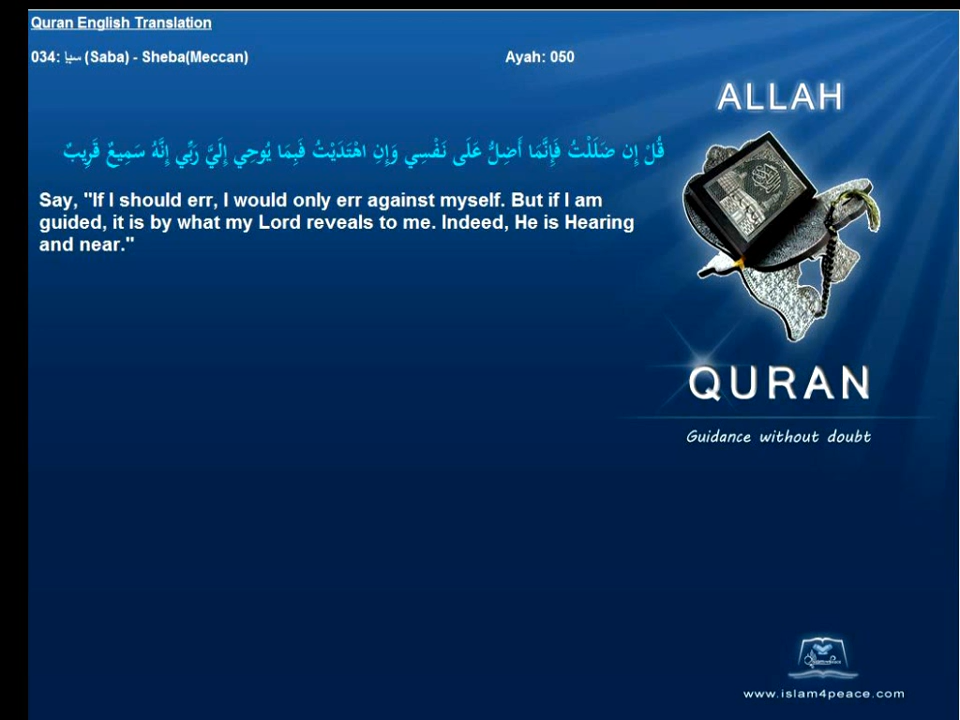 Quran English Translation
034: سبأ (Saba) - Sheba(Meccan) Ayah: 050
ALLAH
قُلْ إِن ضَلَلْتُ فَإِنَّمَا أَضِلُّ عَلَى نَفْسِي وَإِنِ اهْتَدَيْتُ فَبِمَا يُوحِي إِلَيَّ رَبِّي إِنَّهُ سَمِيعٌ قَرِيبٌ
Say, "If I should err, I would only err against myself. But if I am
guided, it is by what my Lord reveals to me. Indeed, He is Hearing
and near."
QURAN
Guidance without doubt
www.islam4peace.com